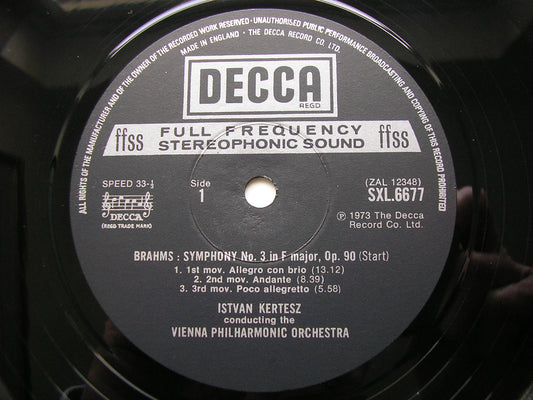 ALL RIGHTS OF THE MANUFACTURER AND OF THE OWNER OF THE RECORDED WORK RESERVED · UNAUTHORISED PUBLIC PERFORMANCE BROADCASTING AND COPYING OF THIS RECORD PROHIBITED
MADE IN ENGLAND · THE DECCA RECORD CO. LTD.
DECCA
REGD
ffss FULL FREQUENCY STEREOPHONIC SOUND ffss
SPEED 33-⅓
Side
1
(ZAL 12348)
SXL.6677
DECCA
(REGD TRADE MARK)
Ⓟ 1973 The Decca
Record Co. Ltd.
BRAHMS : SYMPHONY No. 3 in F major, Op. 90 (Start)
1. 1st mov. Allegro con brio (13.12)
2. 2nd mov. Andante (8.39)
3. 3rd mov. Poco allegretto (5.58)
ISTVAN KERTESZ
conducting the
VIENNA PHILHARMONIC ORCHESTRA